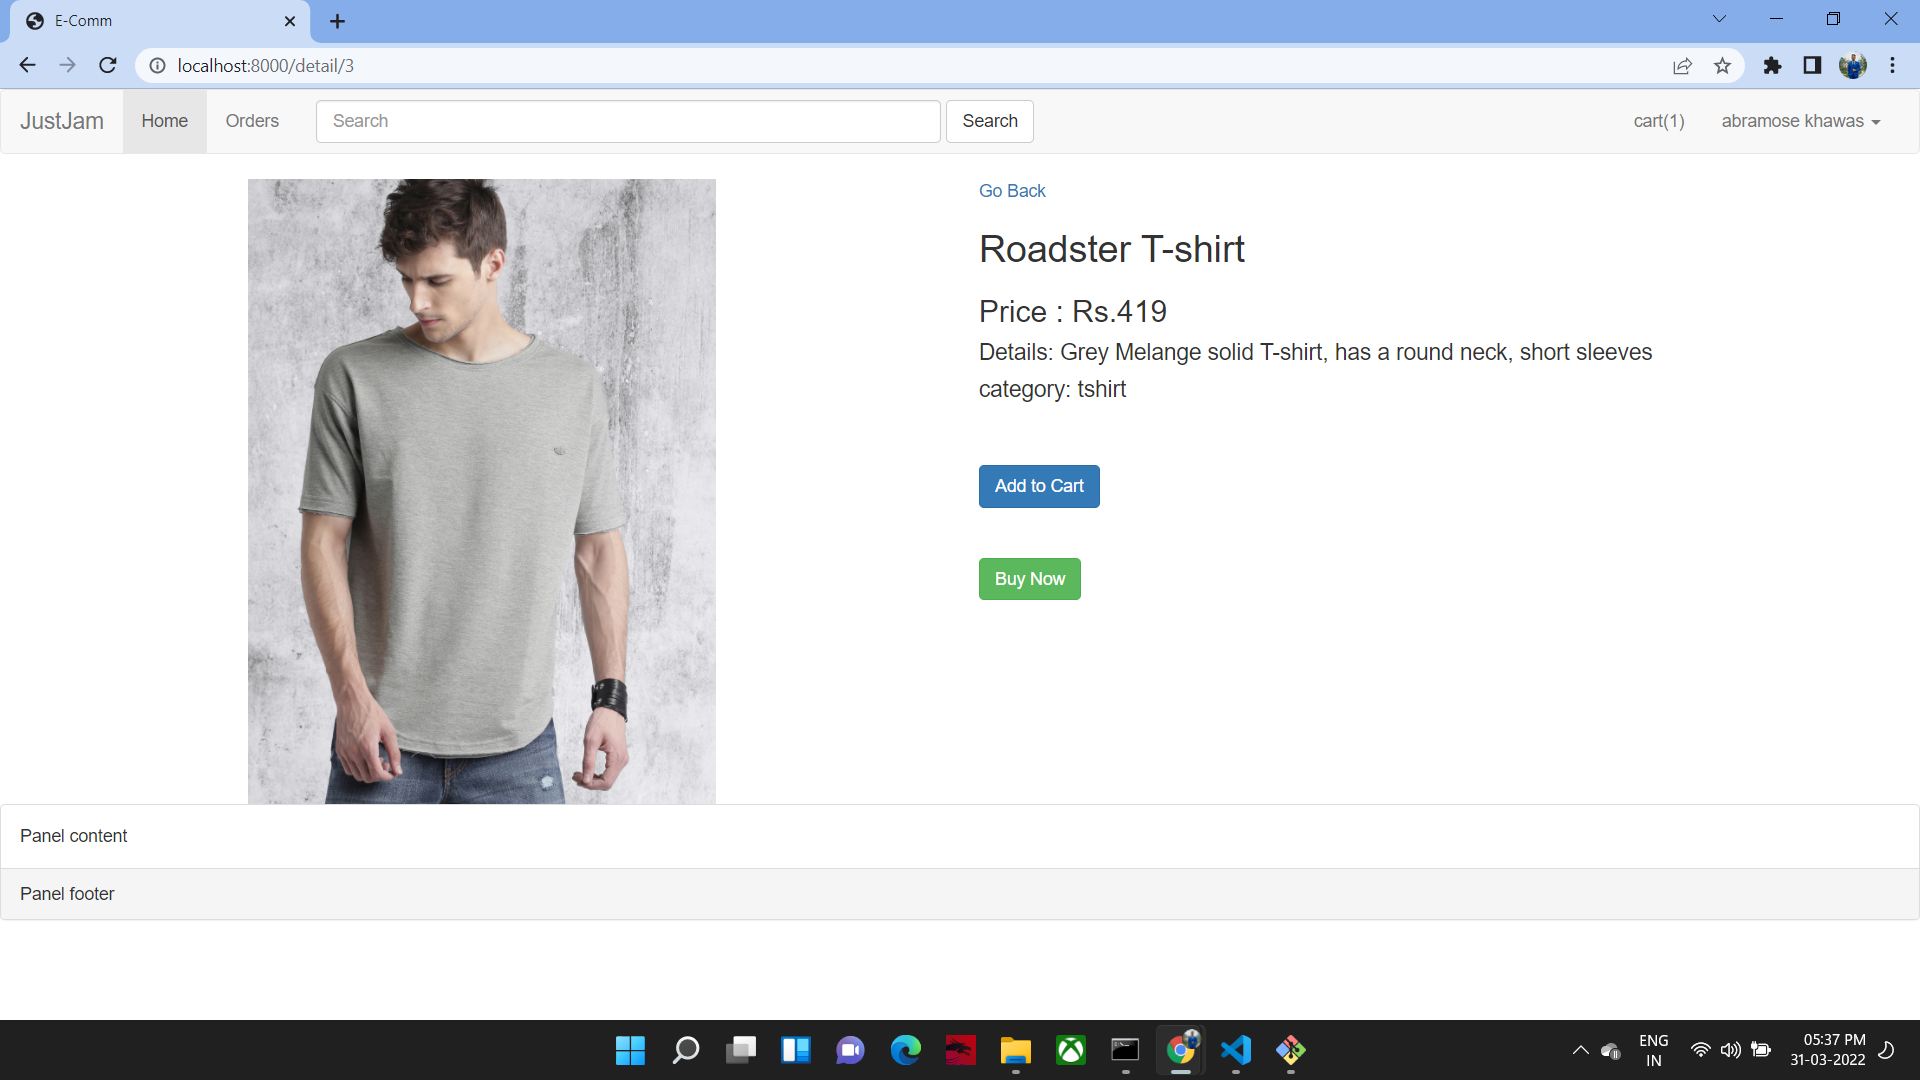 E-Comm
localhost:8000/detail/3
JustJam Home Orders Search Search cart(1) abramose khawas
Go Back
Roadster T-shirt
Price : Rs.419
Details: Grey Melange solid T-shirt, has a round neck, short sleeves
category: tshirt
Add to Cart
Buy Now
Panel content
Panel footer
ENG
IN
05:37 PM
31-03-2022